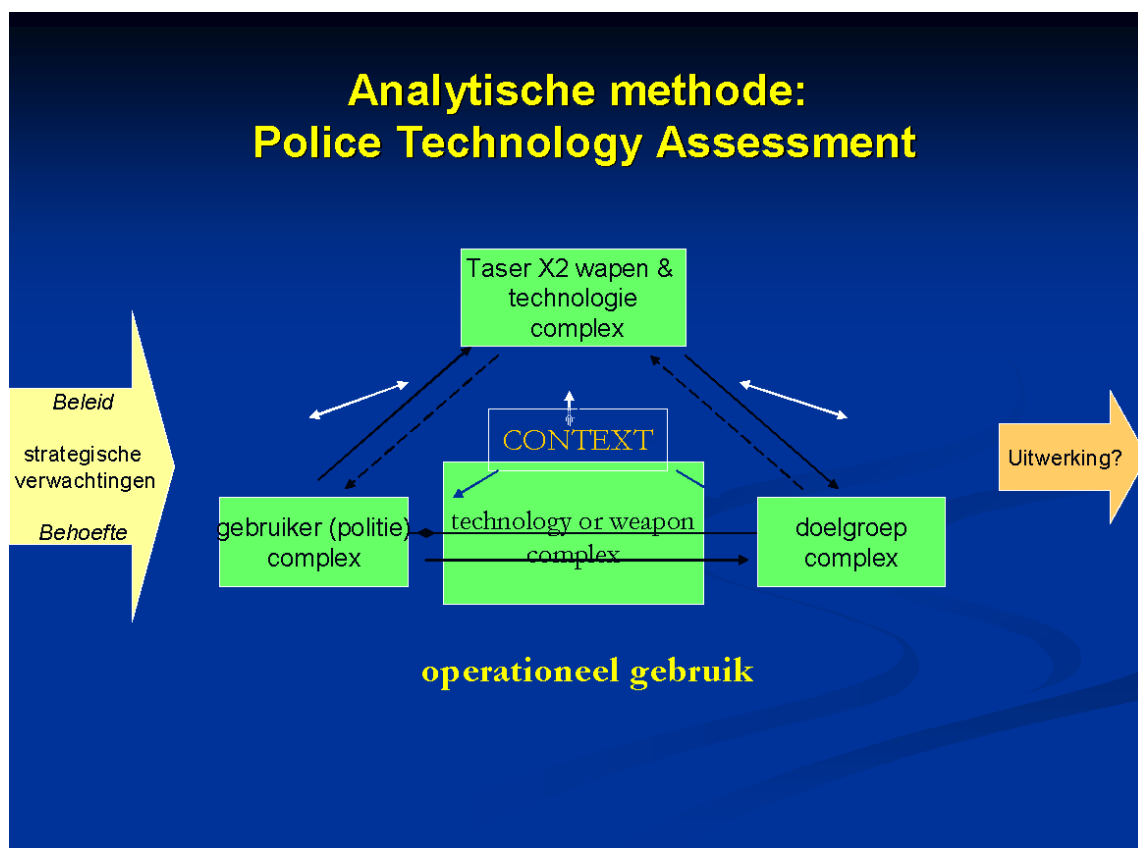 Analytische methode:
Police Technology Assessment
Taser X2 wapen &
technologie
complex
Beleid
strategische
verwachtingen
Behoefte
CONTEXT
Uitwerking?
gebruiker (politie)
complex
technology or weapon
complex
doelgroep
complex
operationeel gebruik